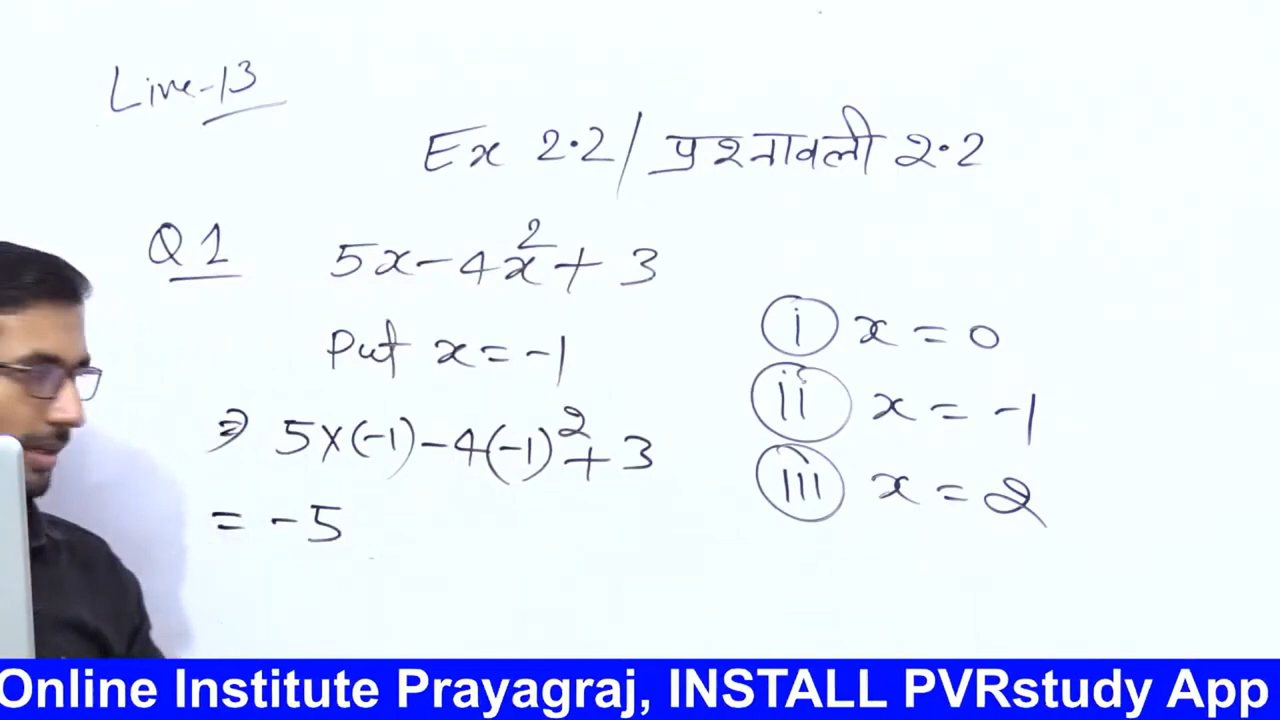 Live-13
Ex 2.2/ प्रश्नावली 2.2
Q1 5x-4x²+3
Put x=-1
i x=0
ii x=-1
⇒ 5×(-1)-4(-1)²+3
iii x=2
= -5
Online Institute Prayagraj, INSTALL PVRstudy App